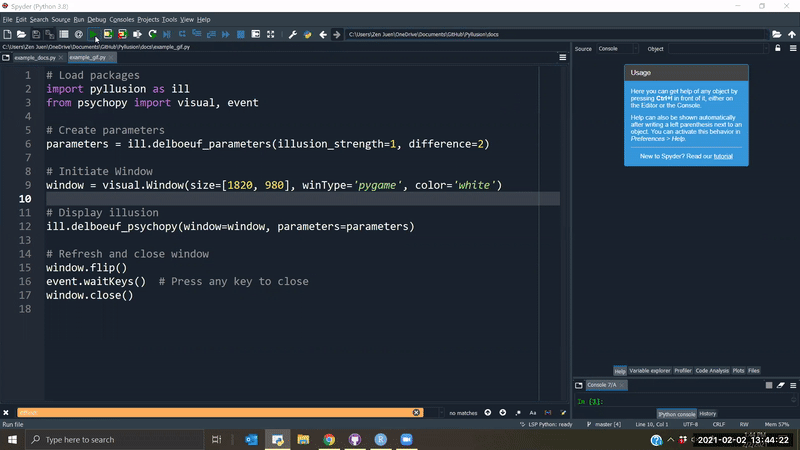 Spyder (Python 3.8)
File Edit Search Source Run Debug Consoles Projects Tools View Help
C:\Users\Zen Juen\OneDrive\Documents\GitHub\Pyllusion\docs
C:\Users\Zen Juen\OneDrive\Documents\GitHub\Pyllusion\docs\example_gif.py
example_docs.py example_gif.py
1 # Load packages
2 import pyllusion as ill
3 from psychopy import visual, event
4
5 # Create parameters
6 parameters = ill.delboeuf_parameters(illusion_strength=1, difference=2)
7
8 # Initiate Window
9 window = visual.Window(size=[1820, 980], winType='pygame', color='white')
10
11 # Display illusion
12 ill.delboeuf_psychopy(window=window, parameters=parameters)
13
14 # Refresh and close window
15 window.flip()
16 event.waitKeys()  # Press any key to close
17 window.close()
18
Source Console Object
Usage
Here you can get help of any object by
pressing Ctrl+I in front of it, either on
the Editor or the Console.
Help can also be shown automatically
after writing a left parenthesis next to an
object. You can activate this behavior in
Preferences > Help.
New to Spyder? Read our tutorial
Help Variable explorer Profiler Code Analysis Plots Files
Console 7/A
In [3]:
IPython console History
no matches
Aa
Run file
LSP Python: ready master [4] Line 10, Col 1 UTF-8 CRLF RW Mem 57%
Type here to search
2021-02-02 13:44:22